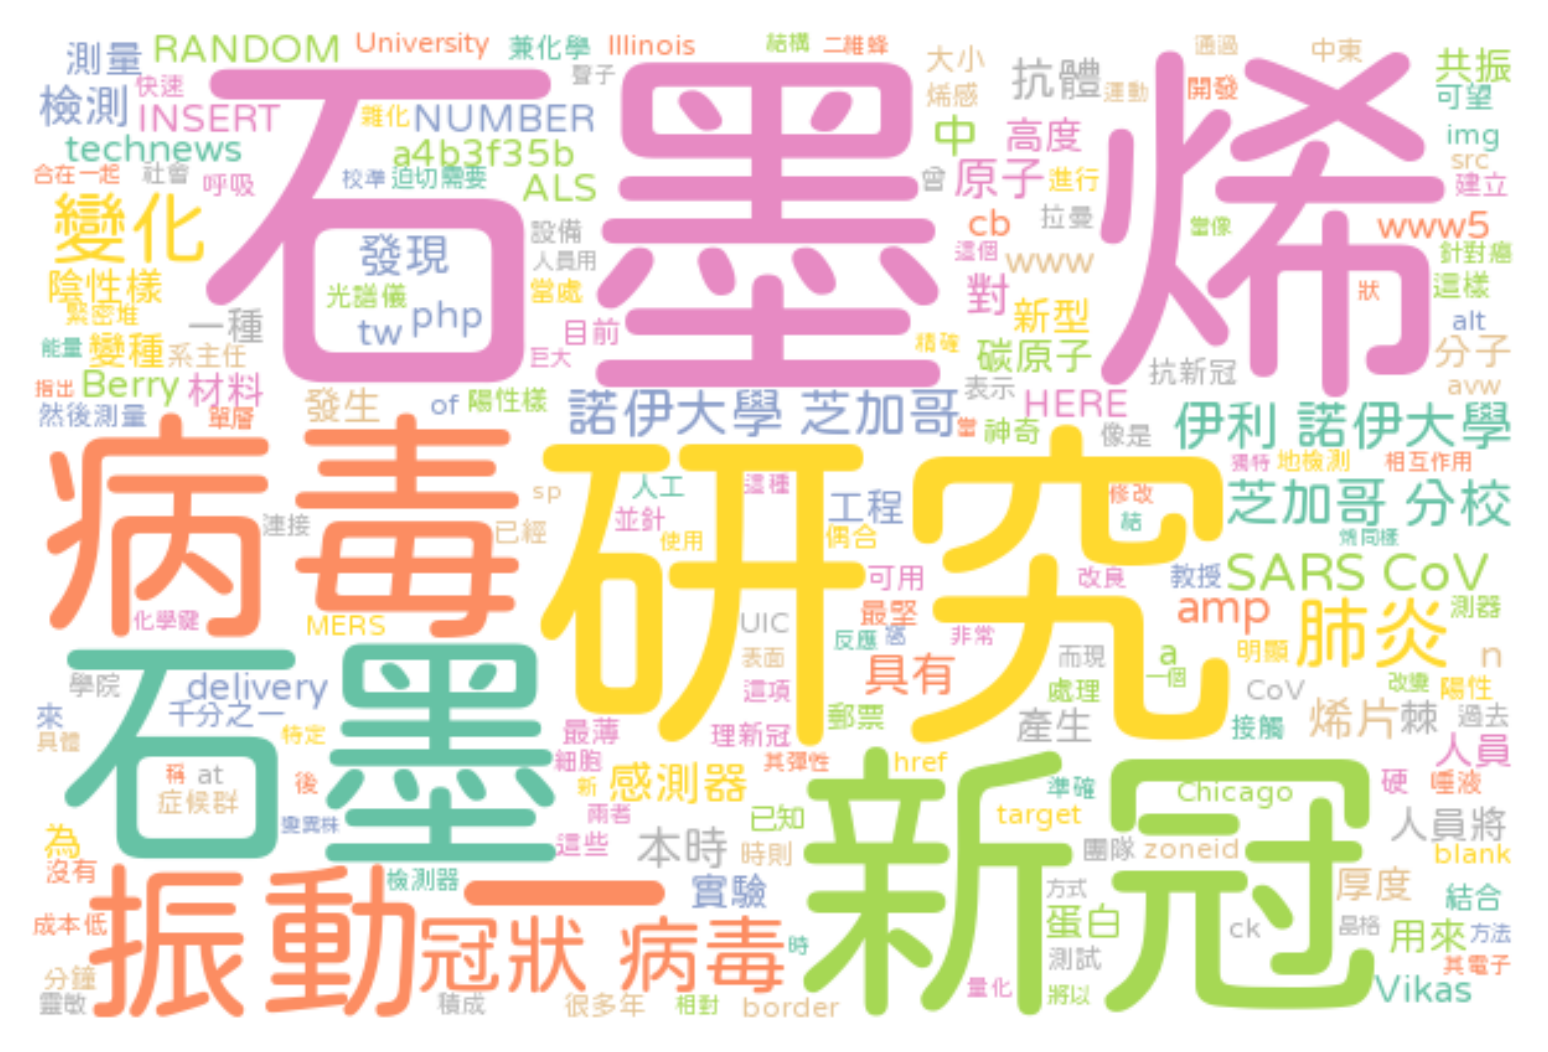 測量 RANDOM University 兼化學 Illinois 結構 二維蜂 大小 通過 中東 共振
檢測 快速 聲子 抗體 烯感 運動 開發 可望
INSERT 雜化 NUMBER 中 高度 img
technews a4b3f35b src
合在一起 社會 呼吸 校準 迫切需要 ALS 曾 原子 進行 建立
石墨烯
變化 發現 設備 cb 拉曼 當像 www5
人員用 這個 www 針對癌
陰性樣 光譜儀 當處 對 狀 這樣
緊密堆 一種 tw php 目前 新型 alt
能量 變種 系主任 巨大 精確 碳原子 分子
指出 Berry 材料 表示 抗新冠 avw
然後測量 單層 發生 of 陽性樣 諾伊大學 芝加哥 當 神奇 HERE 像是 伊利 諾伊大學
病毒 研究
獨特 地檢測 相互作用
sp 人工 這種 工程 修改 芝加哥 分校
連接 已經 並針 使用 偶合 結
可用 改良 教授 SARS CoV
化學鍵 MERS UIC 最堅 amp 肺炎 測器
反應 非常
石墨
學院 delivery 表面 具有 而現 a 一個 明顯 n
來 千分之一 這項 處理 CoV 改變 陽性
具體 特定 最薄 理新冠 郵票 產生 接觸 烯片 棘 過去
稱 at 後 細胞 其彈性 href 人員
症候群 新 感測器 準確 Chicago 硬 唾液
為 變異株 兩者 已知 target 人員將
沒有 這些 本時 時則 團隊 zoneid blank
新冠
檢測器 實驗 方式 厚度 結合
振動 一
成本低 冠狀 病毒 時 蛋白 ck 晶格 用來 方法
分鐘 測試 其電子
靈敏 積成 很多年 相對 border 量化 將以 Vikas